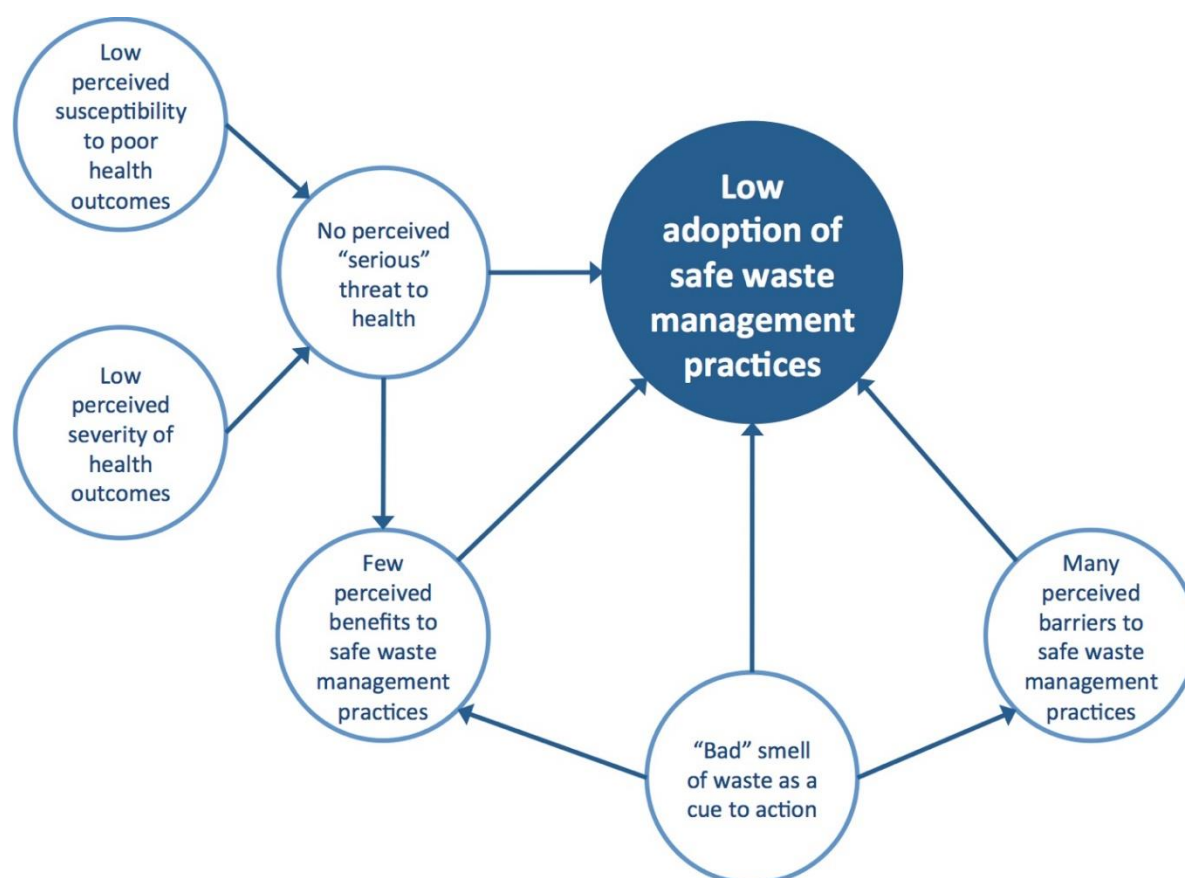 Low
perceived
susceptibility
to poor
health
outcomes
No perceived
“serious”
threat to
health
Low
adoption of
safe waste
management
practices
Low
perceived
severity of
health
outcomes
Few
perceived
benefits to
safe waste
management
practices
“Bad” smell
of waste as a
cue to action
Many
perceived
barriers to
safe waste
management
practices